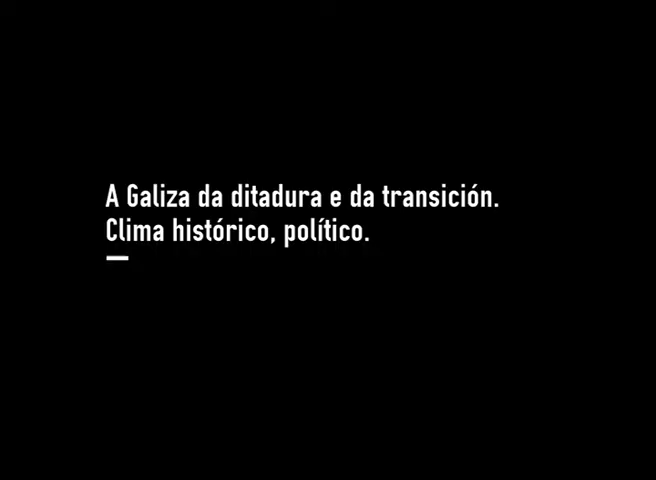 A Galiza da ditadura e da transición.
Clima histórico, político.